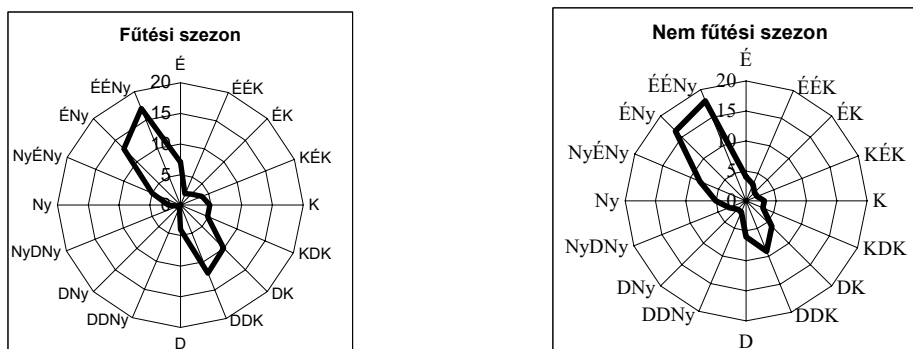 Fűtési szezon
É
ÉÉK
ÉK
KÉK
K
KDK
DK
DDK
D
DDNy
DNy
NyDNy
Ny
NyÉNy
ÉNy
ÉÉNy
20
15
10
5
0
Nem fűtési szezon
É
ÉÉK
ÉK
KÉK
K
KDK
DK
DDK
D
DDNy
DNy
NyDNy
Ny
NyÉNy
ÉNy
ÉÉNy
20
15
10
5
0